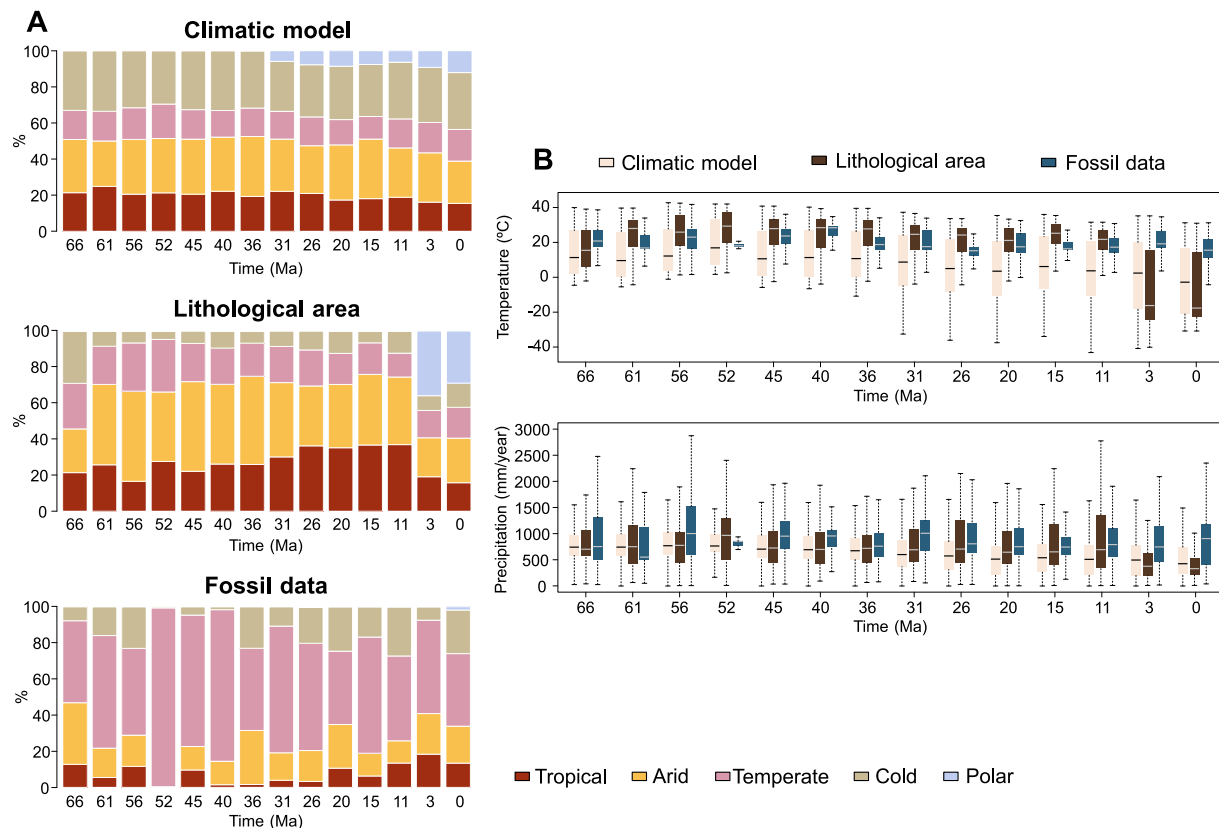 A
Climatic model
100
80
60
40
20
0
%
66 61 56 52 45 40 36 31 26 20 15 11 3 0
Time (Ma)
Lithological area
100
80
60
40
20
0
%
66 61 56 52 45 40 36 31 26 20 15 11 3 0
Time (Ma)
Fossil data
100
80
60
40
20
0
%
66 61 56 52 45 40 36 31 26 20 15 11 3 0
Time (Ma)
B
Climatic model Lithological area Fossil data
40
20
0
-20
-40
Temperature (ºC)
66 61 56 52 45 40 36 31 26 20 15 11 3 0
Time (Ma)
3000
2500
2000
1500
1000
500
0
Precipitation (mm/year)
66 61 56 52 45 40 36 31 26 20 15 11 3 0
Time (Ma)
Tropical Arid Temperate Cold Polar